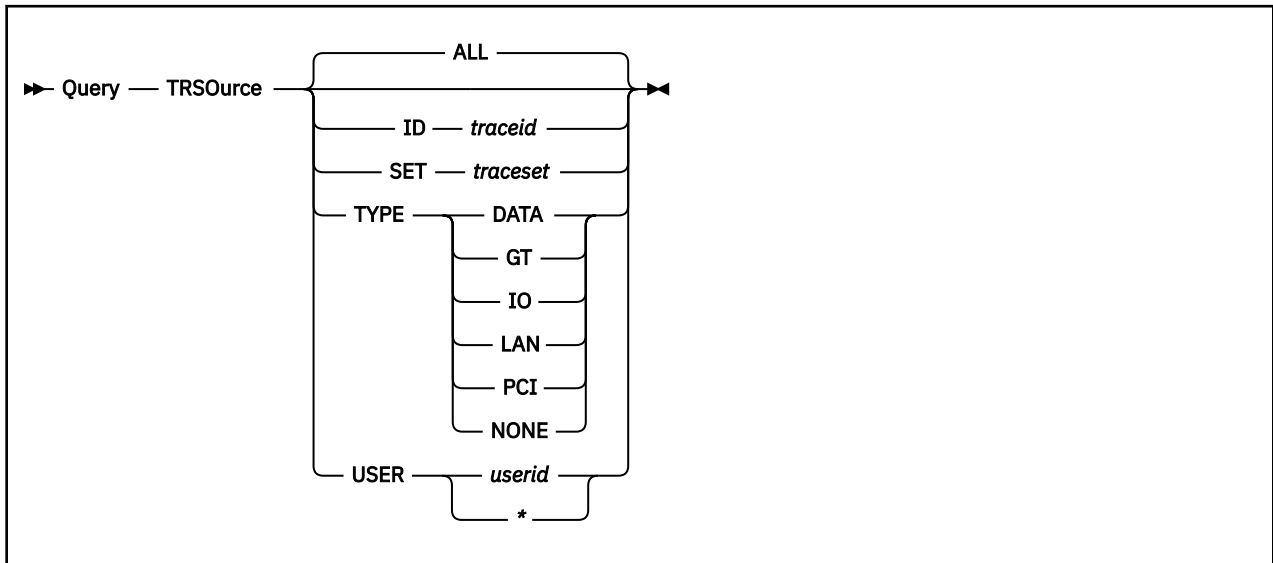 ALL
Query TRSOurce
ID traceid
SET traceset
TYPE DATA
GT
IO
LAN
PCI
NONE
USER userid
*